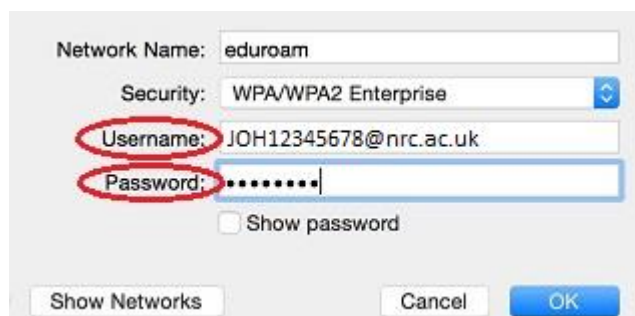 Network Name: eduroam
Security: WPA/WPA2 Enterprise
Username: JOH12345678@nrc.ac.uk
Password: ••••••••
Show password
Show Networks Cancel OK